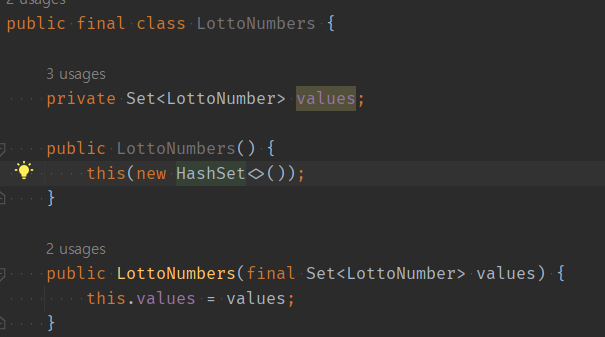 2 usages
public final class LottoNumbers {
3 usages
private Set<LottoNumber> values;
public LottoNumbers() {
this(new HashSet<>());
}
2 usages
public LottoNumbers(final Set<LottoNumber> values) {
this.values = values;
}